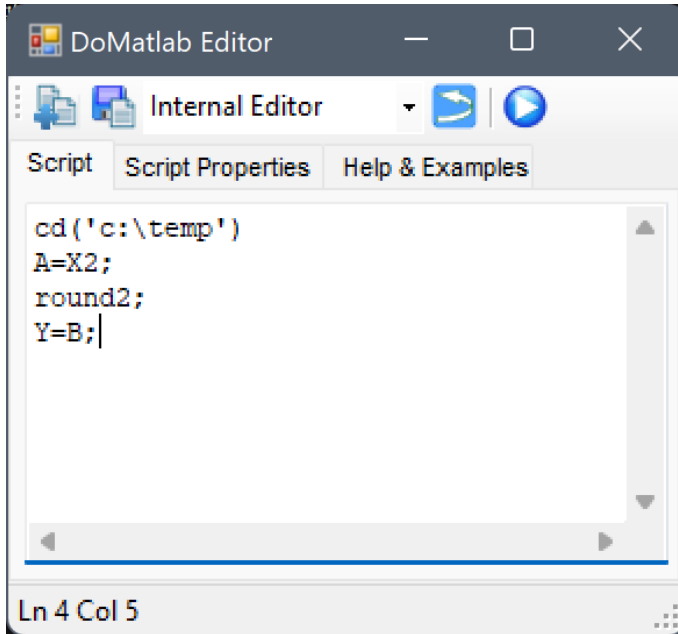 DoMatlab Editor
Internal Editor
Script Script Properties Help & Examples
cd('c:\temp')
A=X2;
round2;
Y=B;
Ln 4 Col 5